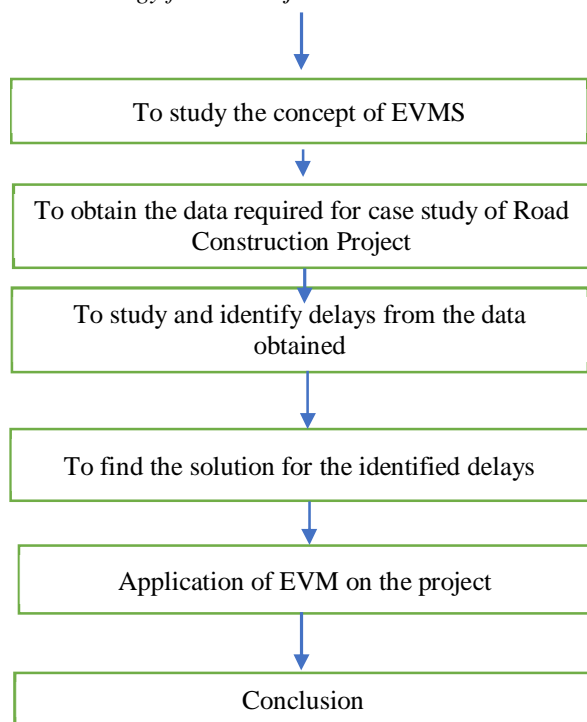 To study the concept of EVMS
To obtain the data required for case study of Road
Construction Project
To study and identify delays from the data
obtained
To find the solution for the identified delays
Application of EVM on the project
Conclusion